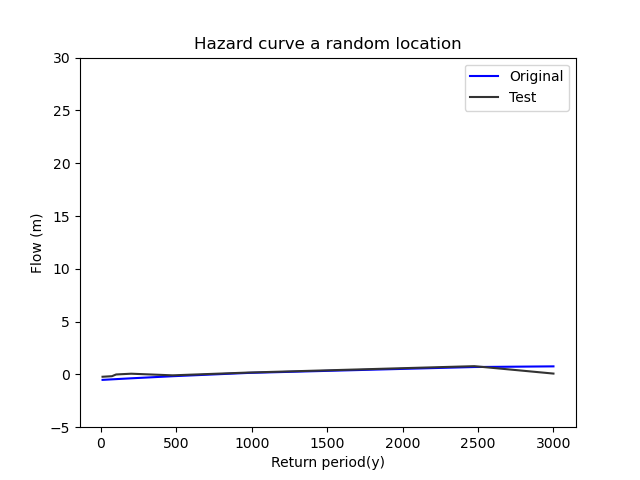 Hazard curve a random location
Original
Test
30
25
20
15
10
5
0
−5
Flow (m)
0 500 1000 1500 2000 2500 3000
Return period(y)